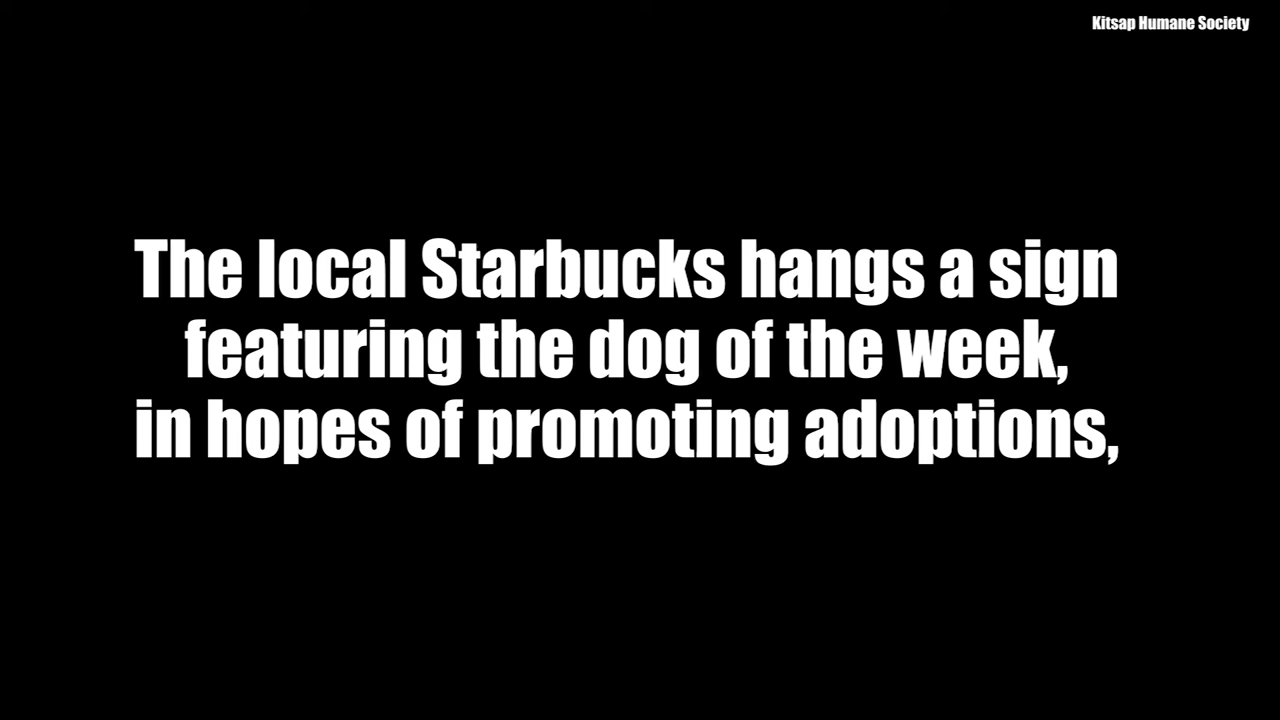 Kitsap Humane Society
The local Starbucks hangs a sign
featuring the dog of the week,
in hopes of promoting adoptions,